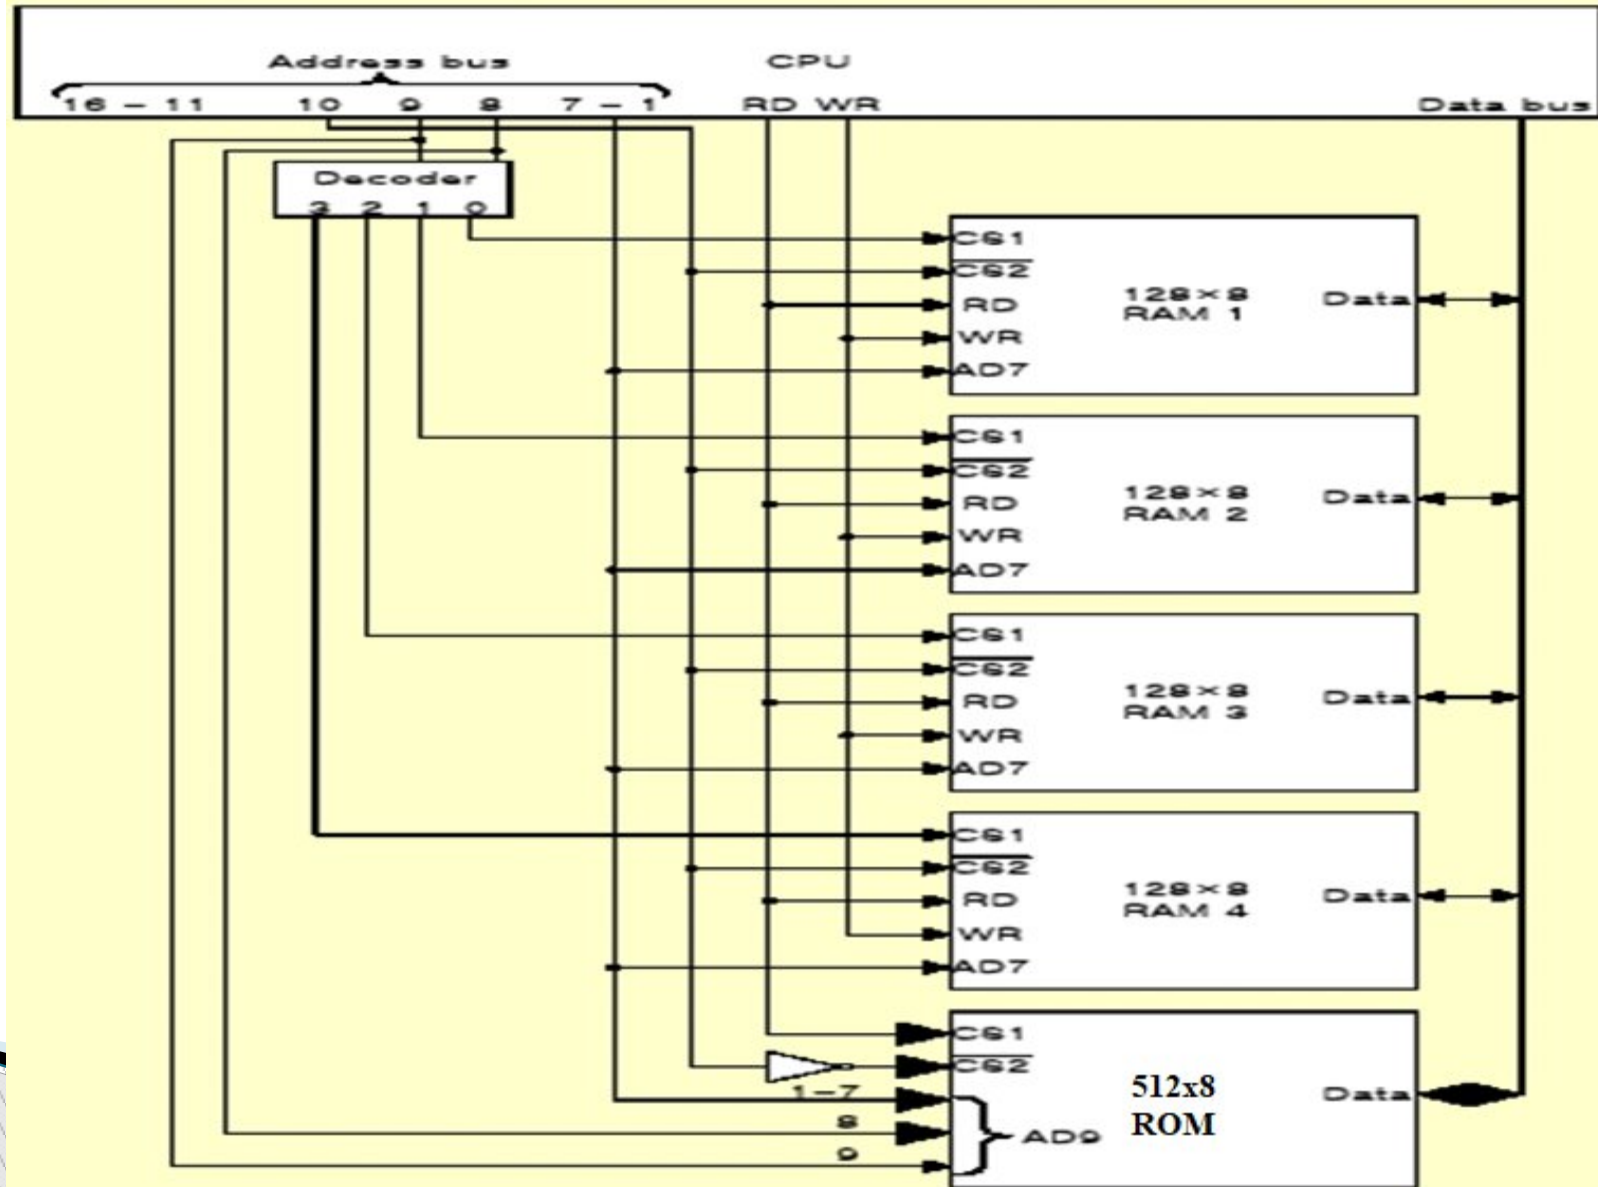 Address bus CPU
16 - 11 10 9 8 7 - 1 RD WR Data bus
Decoder
3 2 1 0
CS1
CS2
RD
WR
AD7
128×8
RAM 1
Data
CS1
CS2
RD
WR
AD7
128×8
RAM 2
Data
CS1
CS2
RD
WR
AD7
128×8
RAM 3
Data
CS1
CS2
RD
WR
AD7
128×8
RAM 4
Data
CS1
CS2
1-7
8
9
AD9
512x8
ROM
Data